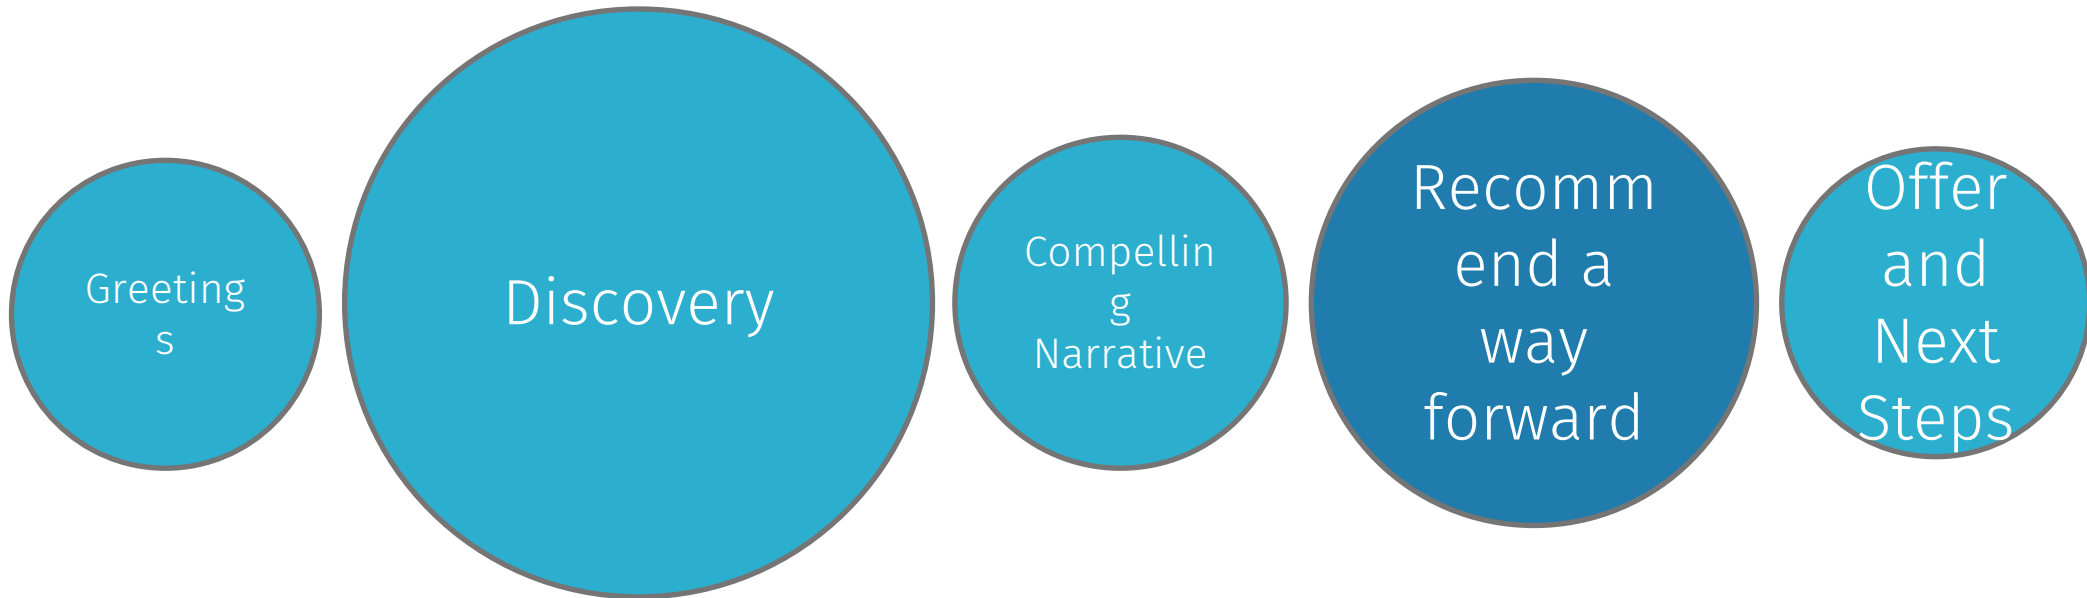 Greeting
s
Discovery
Compellin
g
Narrative
Recomm
end a
way
forward
Offer
and
Next
Steps